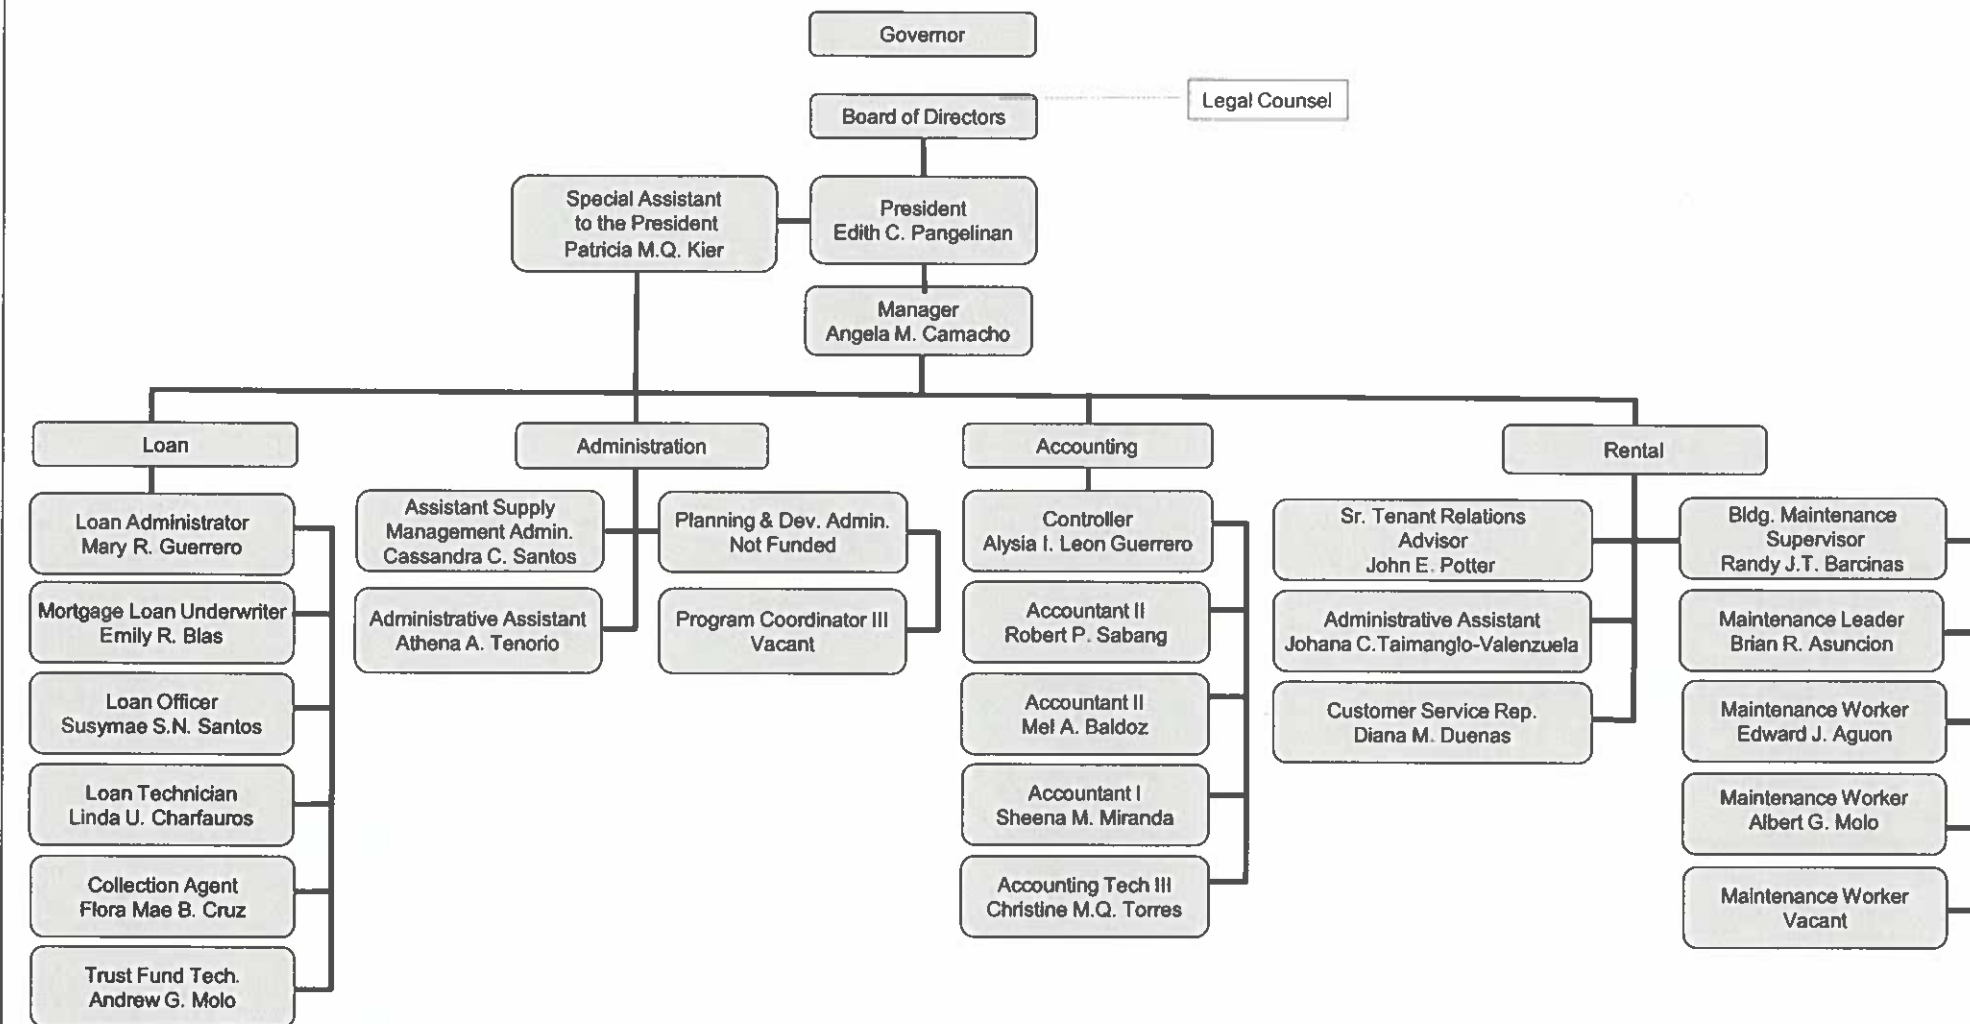 Governor
Board of Directors
Legal Counsel
Special Assistant
to the President
Patricia M.Q. Kier
President
Edith C. Pangelinan
Manager
Angela M. Camacho
Loan
Loan Administrator
Mary R. Guerrero
Mortgage Loan Underwriter
Emily R. Blas
Loan Officer
Susymae S.N. Santos
Loan Technician
Linda U. Charfauros
Collection Agent
Flora Mae B. Cruz
Trust Fund Tech.
Andrew G. Molo
Administration
Assistant Supply
Management Admin.
Cassandra C. Santos
Administrative Assistant
Athena A. Tenorio
Planning & Dev. Admin.
Not Funded
Program Coordinator III
Vacant
Accounting
Controller
Alysia I. Leon Guerrero
Accountant II
Robert P. Sabang
Accountant II
Mel A. Baldoz
Accountant I
Sheena M. Miranda
Accounting Tech III
Christine M.Q. Torres
Rental
Sr. Tenant Relations
Advisor
John E. Potter
Administrative Assistant
Johana C.Taimanglo-Valenzuela
Customer Service Rep.
Diana M. Duenas
Bldg. Maintenance
Supervisor
Randy J.T. Barcinas
Maintenance Leader
Brian R. Asuncion
Maintenance Worker
Edward J. Aguon
Maintenance Worker
Albert G. Molo
Maintenance Worker
Vacant